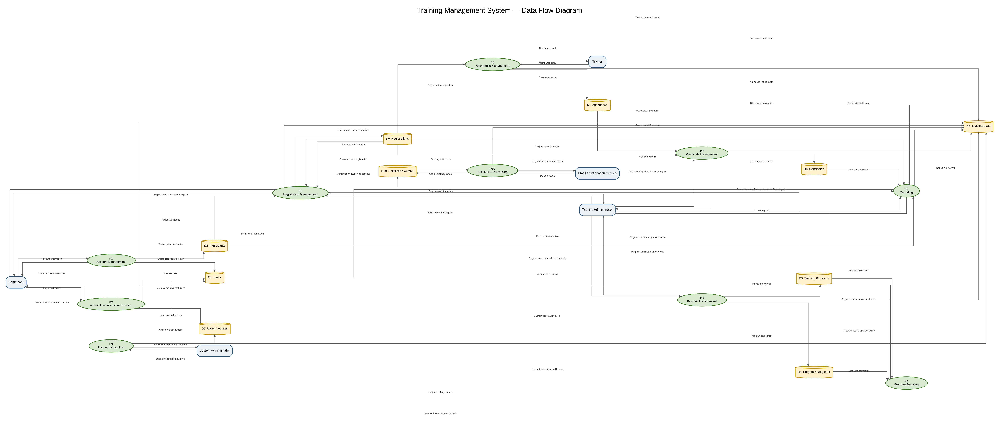 Training Management System — Data Flow Diagram
Registration audit event
Attendance audit event
Attendance result
P6
Attendance Management
Trainer
Attendance entry
Save attendance
Notification audit event
Registered participant list
D7 Attendance
Attendance information
Certificate audit event
Attendance information
D9 Audit Records
Registration information
Existing registration information
D6 Registrations
Registration information
Registration information
P7
Certificate Management
Certificate result
Create / cancel registration
Pending notification
Registration confirmation email
Save certificate record
D10 Notification Outbox
P10
Notification Processing
Email / Notification Service
Certificate eligibility / issuance request
D8 Certificates
Certificate information
Report audit event
Confirmation notification request
Update delivery status
Delivery result
P5
Registration Management
Registration information
Student account / registration / certificate reports
P8
Reporting
Registration / cancellation request
Training Administrator
Report request
View registration request
Registration result
Participant information
Participant information
Program and category maintenance
Create participant profile
D2 Participants
Program administration outcome
P1
Account Management
Account information
Create participant account
Program rules, schedule and capacity
Program information
Account creation outcome
Validate user
Account information
D1 Users
D5 Training Programs
Participant
Maintain programs
Login credentials
Create / maintain staff user
P3
Program Management
Program administration audit event
P2
Authentication & Access Control
Authentication outcome / session
Read role and access
Authentication audit event
D3 Roles & Access
Assign role and access
Program details and availability
Maintain categories
P9
User Administration
Administrative user maintenance
System Administrator
User administration outcome
User administration audit event
D4 Program Categories
Category information
P4
Program Browsing
Program listing / details
Browse / view program request